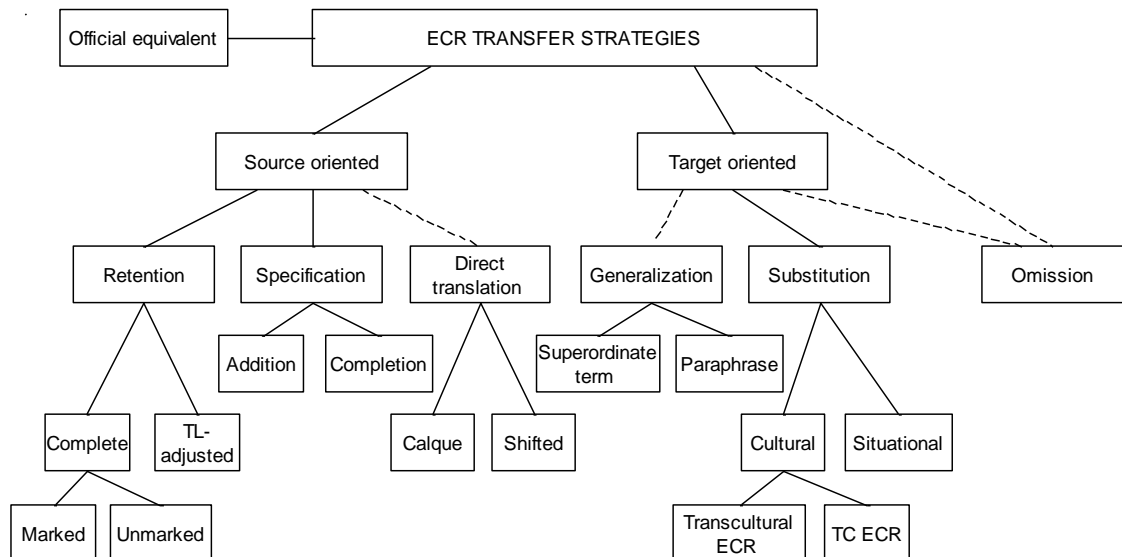 Official equivalent
ECR TRANSFER STRATEGIES
Source oriented
Target oriented
Retention
Specification
Direct
translation
Generalization
Substitution
Omission
Addition
Completion
Superordinate
term
Paraphrase
Complete
TL-
adjusted
Calque
Shifted
Cultural
Situational
Marked
Unmarked
Transcultural
ECR
TC ECR